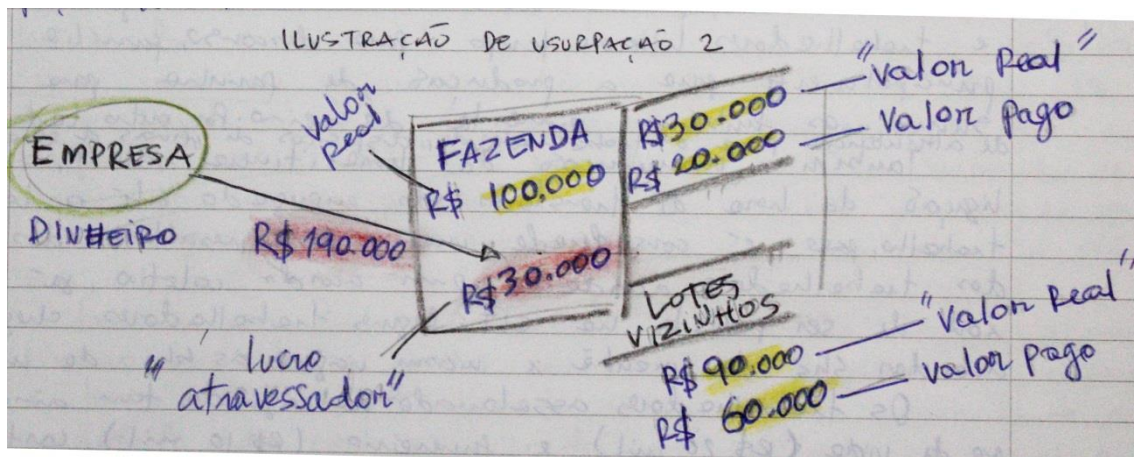 ILUSTRAÇÃO DE USURPAÇÃO 2
"Valor Real"
Valor pago
valor real
FAZENDA
R$ 100.000
R$ 30.000
R$ 20.000
EMPRESA
DINHEIRO
R$ 190.000
R$ 30.000
LOTES VIZINHOS
"lucro atravessador"
R$ 90.000
R$ 60.000
"Valor Real"
valor pago